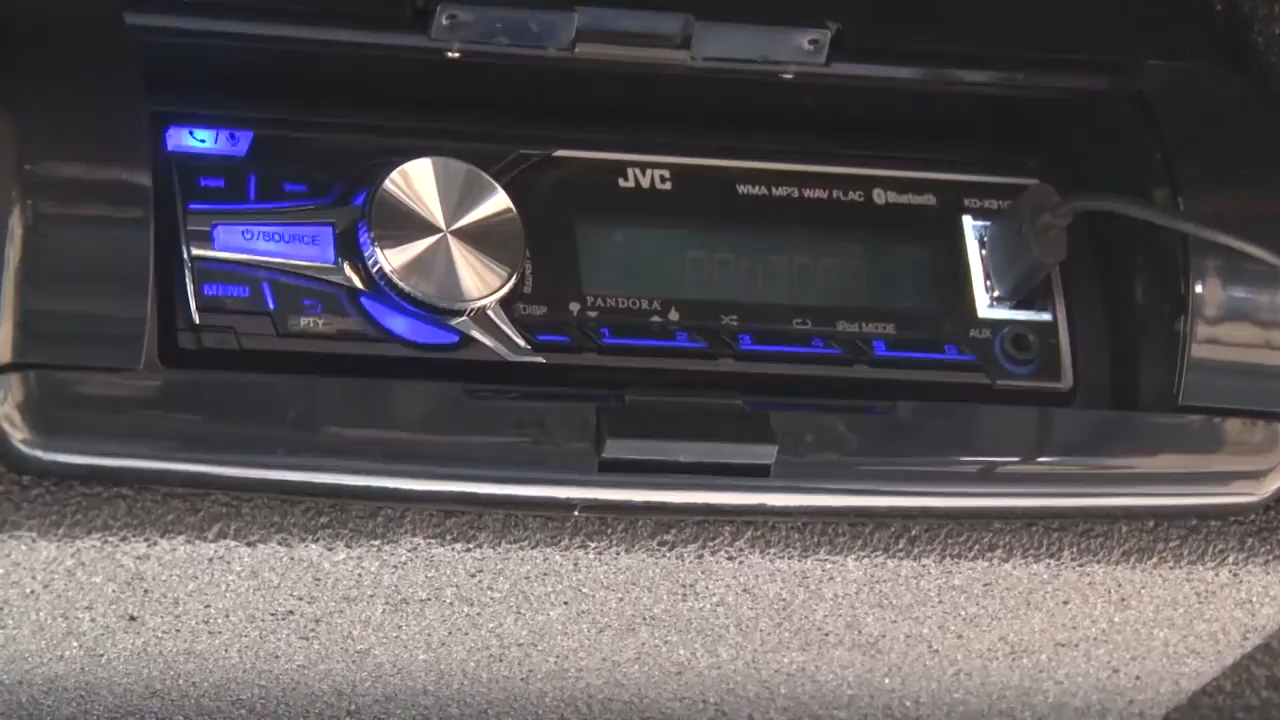 JVC
WMA MP3 WAV FLAC Bluetooth
/SOURCE
MENU
PTY
DISP
PANDORA
iPod MODE
AUX
1 2 3 4 5 6